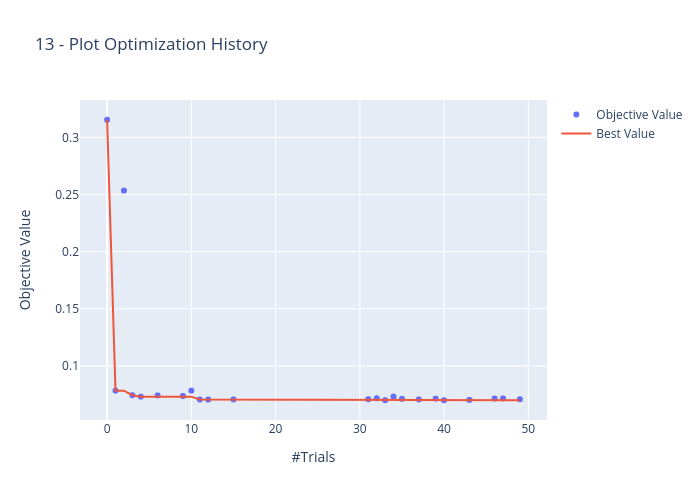 13 - Plot Optimization History
Objective Value
Best Value
0.3
0.25
0.2
0.15
0.1
Objective Value
0
10
20
30
40
50
#Trials